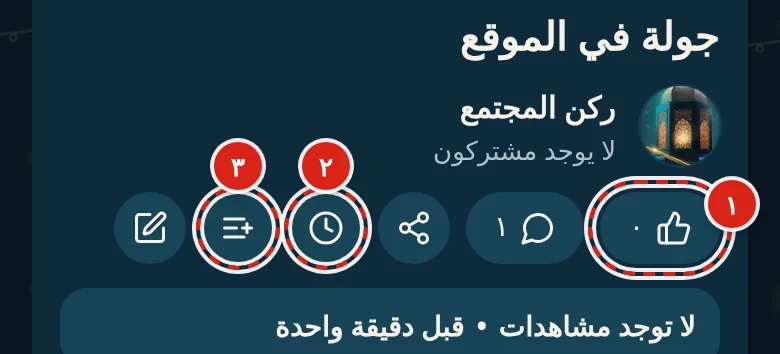 جولة في الموقع
ركن المجتمع
لا يوجد مشتركون
١ ٢ ٣
٠ ١
لا توجد مشاهدات • قبل دقيقة واحدة